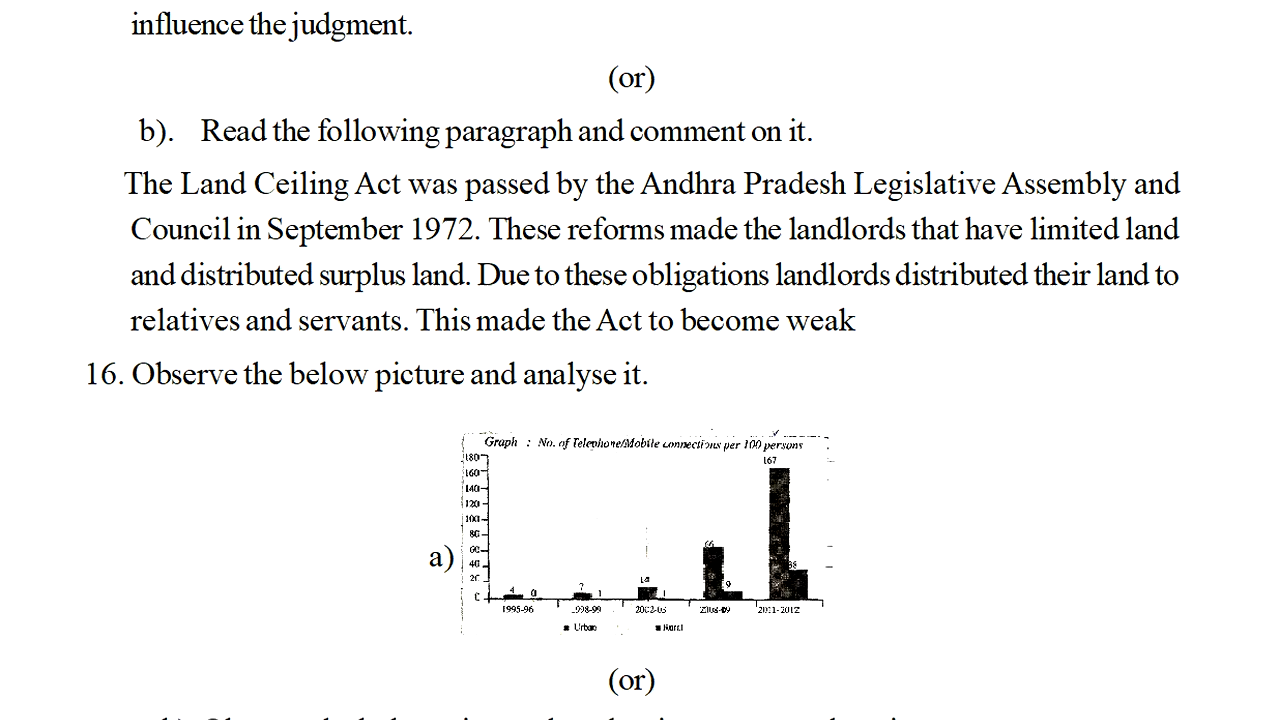 influence the judgment.
(or)
b). Read the following paragraph and comment on it.
The Land Ceiling Act was passed by the Andhra Pradesh Legislative Assembly and
Council in September 1972. These reforms made the landlords that have limited land
and distributed surplus land. Due to these obligations landlords distributed their land to
relatives and servants. This made the Act to become weak
16. Observe the below picture and analyse it.
Graph : No. of Telephone/Mobile connections per 100 persons
180
160
140
120
100
80
60
40
a)
167
66
9
4 0
7 1
1
1995-96
2011-2012
Urban Rural
(or)